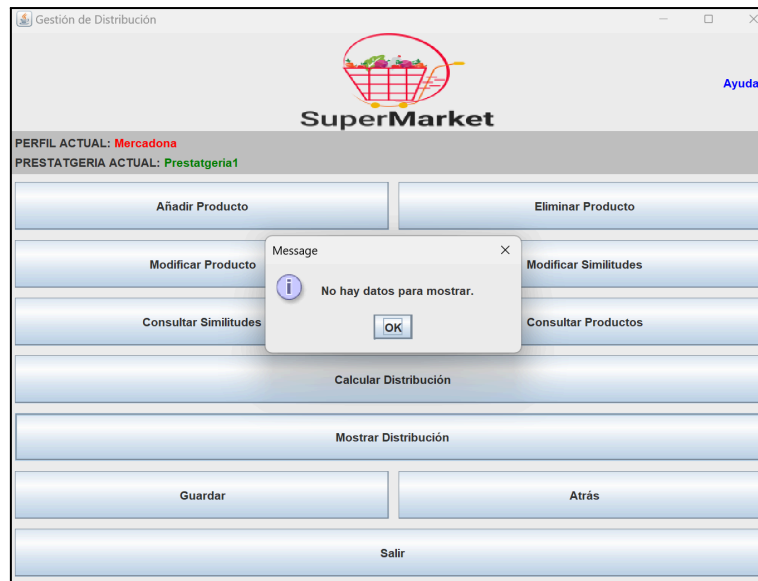 Gestión de Distribución
SuperMarket
Ayuda
PERFIL ACTUAL: Mercadona
PRESTATGERIA ACTUAL: Prestatgeria1
Añadir Producto
Eliminar Producto
Modificar Producto
Modificar Similitudes
Message
No hay datos para mostrar.
OK
Consultar Similitudes
Consultar Productos
Calcular Distribución
Mostrar Distribución
Guardar
Atrás
Salir